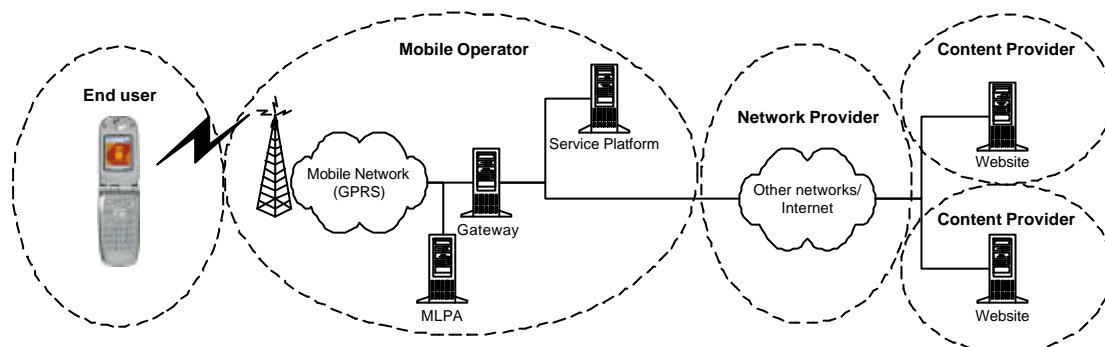 Mobile Operator
Content Provider
End user
Network Provider
Service Platform
Website
Mobile Network
(GPRS)
Other networks/
Internet
Gateway
Content Provider
MLPA
Website